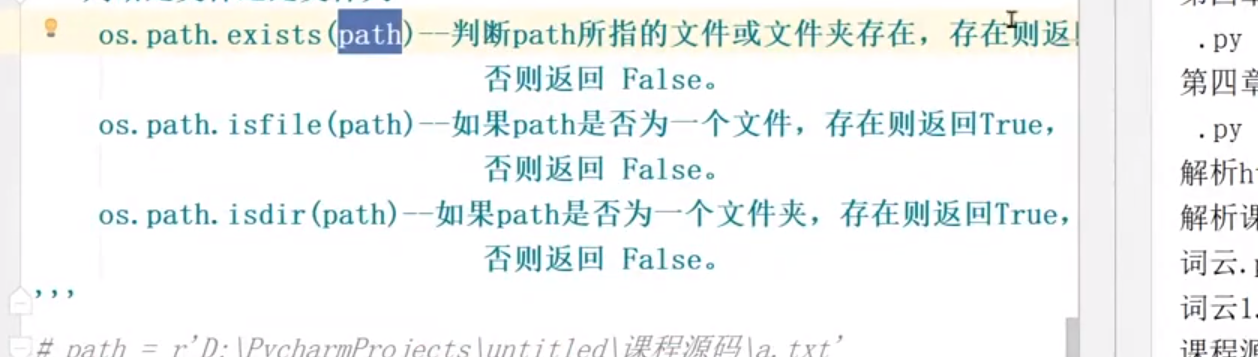 os.path.exists(path)--判断path所指的文件或文件夹存在，存在则返
否则返回 False。
os.path.isfile(path)--如果path是否为一个文件，存在则返回True，
否则返回 False。
os.path.isdir(path)--如果path是否为一个文件夹，存在则返回True，
否则返回 False。
'''
# path = r'D:\PycharmProjects\untitled\课程源码\a.txt'
.py
第四章
.py
解析h
解析课
词云.p
词云1.
课程源